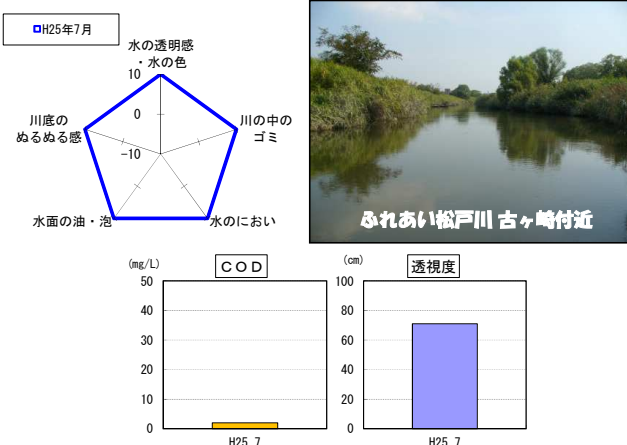 H25年7月
水の透明感
・水の色
10
0
-10
川の中の
ゴミ
水のにおい
水面の油・泡
川底の
ぬるぬる感
ふれあい松戸川 古ヶ崎付近
(mg/L)
COD
50
40
30
20
10
0
H25.7
(cm)
透視度
100
80
60
40
20
0
H25.7